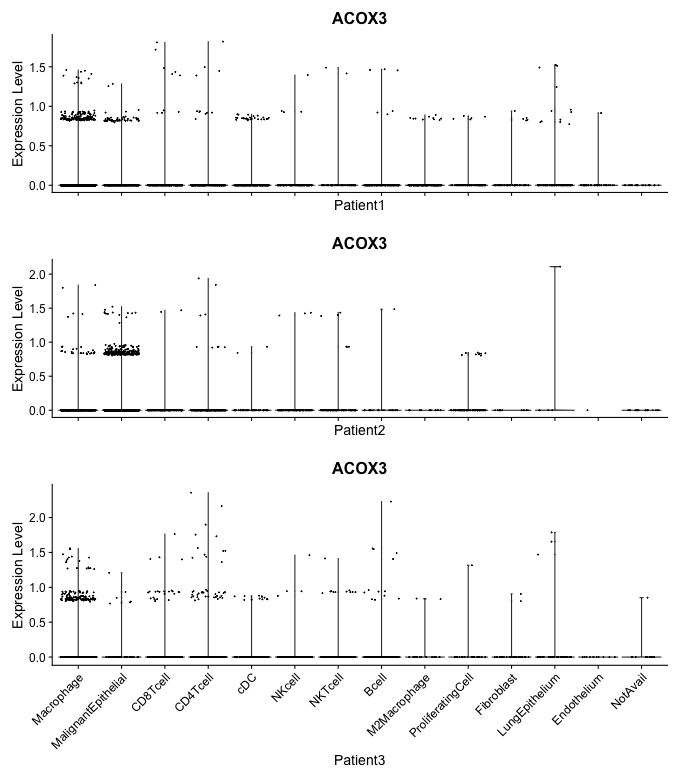 ACOX3
Expression Level
1.5
1.0
0.5
0.0
Patient1
ACOX3
Expression Level
2.0
1.5
1.0
0.5
0.0
Patient2
ACOX3
Expression Level
2.0
1.5
1.0
0.5
0.0
Macrophage
MalignantEpithelial
CD8Tcell
CD4Tcell
cDC
NKcell
NKTcell
Bcell
M2Macrophage
ProliferatingCell
Fibroblast
LungEpithelium
Endothelium
NotAvail
Patient3